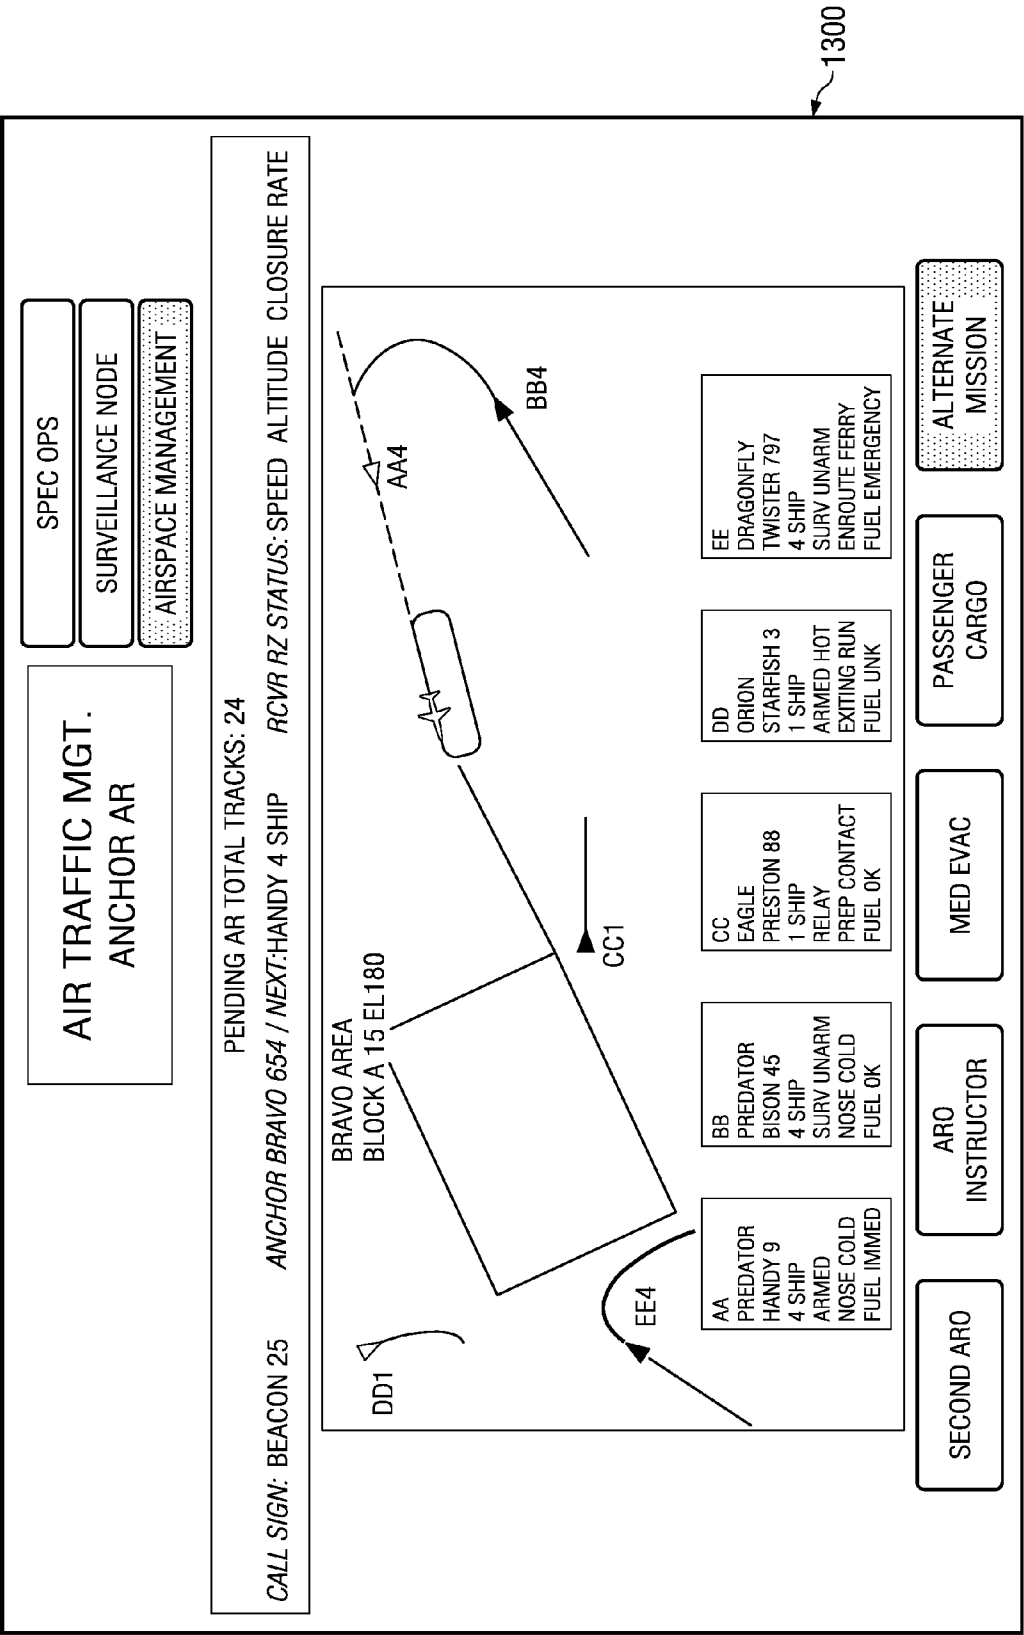 AIR TRAFFIC MGT.
ANCHOR AR
SPEC OPS
SURVEILLANCE NODE
AIRSPACE MANAGEMENT
PENDING AR TOTAL TRACKS: 24
CALL SIGN: BEACON 25 ANCHOR BRAVO 654 / NEXT:HANDY 4 SHIP RCVR RZ STATUS: SPEED ALTITUDE CLOSURE RATE
BRAVO AREA
BLOCK A 15 EL180
DD1
AA4
BB4
CC1
EE4
AA
PREDATOR
HANDY 9
4 SHIP
ARMED
NOSE COLD
FUEL IMMED
BB
PREDATOR
BISON 45
4 SHIP
SURV UNARM
NOSE COLD
FUEL OK
CC
EAGLE
PRESTON 88
1 SHIP
RELAY
PREP CONTACT
FUEL OK
DD
ORION
STARFISH 3
1 SHIP
ARMED HOT
EXITING RUN
FUEL UNK
EE
DRAGONFLY
TWISTER 797
4 SHIP
SURV UNARM
ENROUTE FERRY
FUEL EMERGENCY
SECOND ARO
ARO
INSTRUCTOR
MED EVAC
PASSENGER
CARGO
ALTERNATE
MISSION
1300